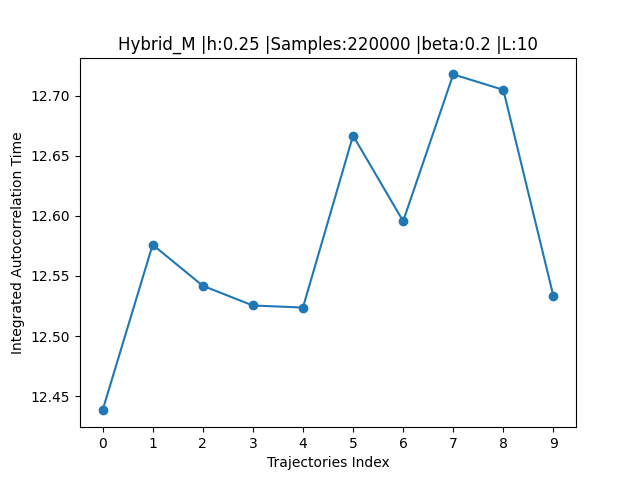 Hybrid_M |h:0.25 |Samples:220000 |beta:0.2 |L:10
Integrated Autocorrelation Time
12.70
12.65
12.60
12.55
12.50
12.45
0 1 2 3 4 5 6 7 8 9
Trajectories Index